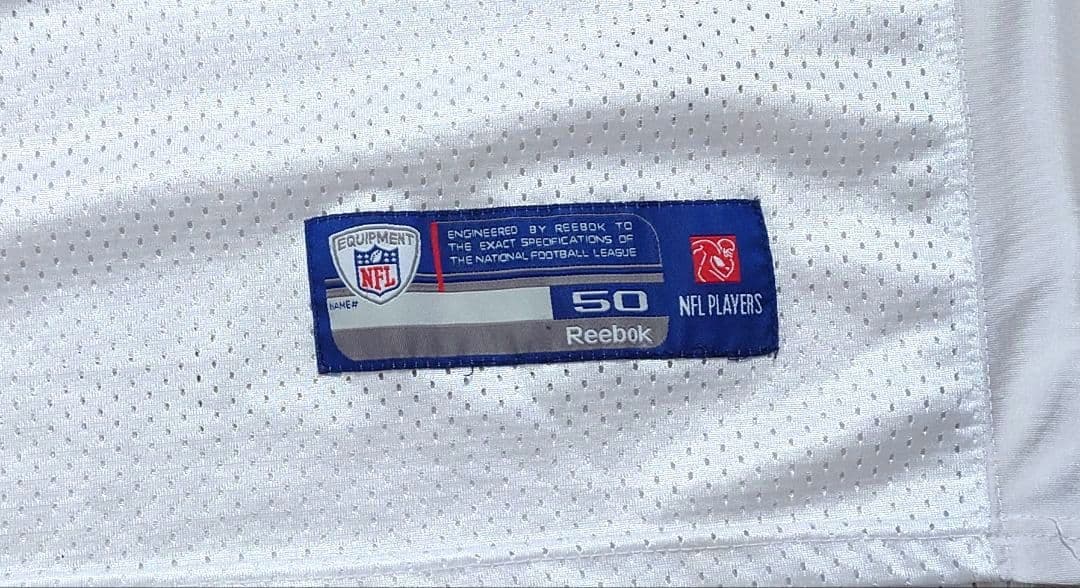 EQUIPMENT
NFL
ENGINEERED BY REEBOK TO
THE EXACT SPECIFICATIONS OF
THE NATIONAL FOOTBALL LEAGUE
NAME#
50
Reebok
NFL PLAYERS